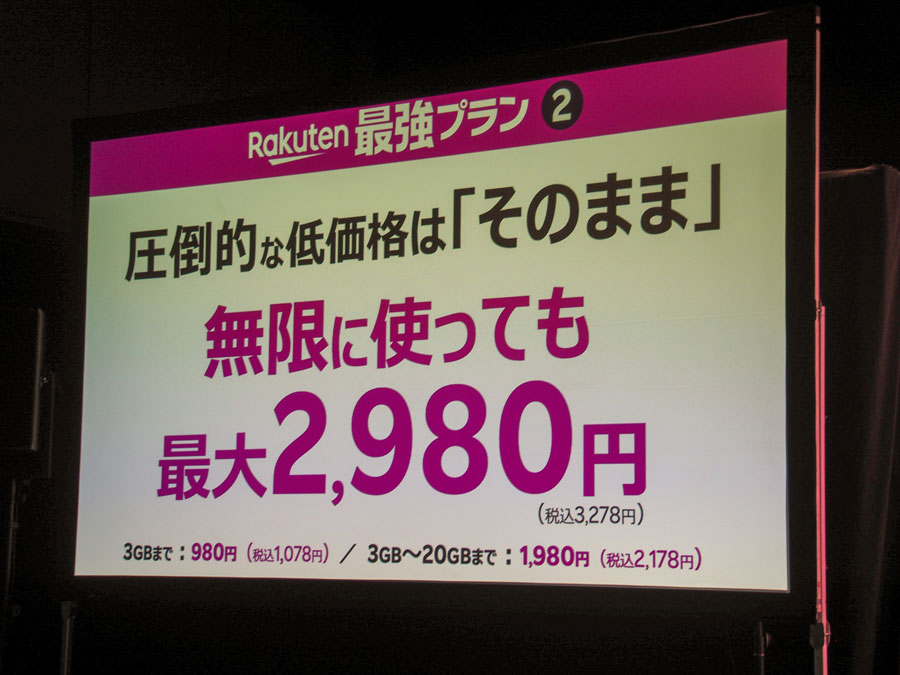 Rakuten 最強プラン 2
圧倒的な低価格は「そのまま」
無限に使っても
最大2,980円
(税込3,278円)
3GBまで：980円（税込1,078円）／ 3GB〜20GBまで：1,980円（税込2,178円）